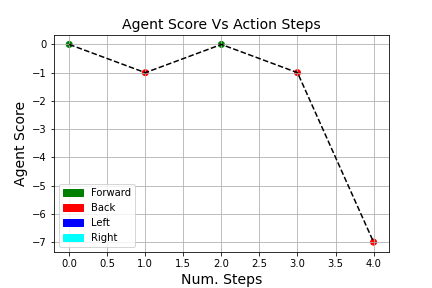 Agent Score Vs Action Steps
Agent Score
0
−1
−2
−3
−4
−5
−6
−7
Forward
Back
Left
Right
0.0 0.5 1.0 1.5 2.0 2.5 3.0 3.5 4.0
Num. Steps